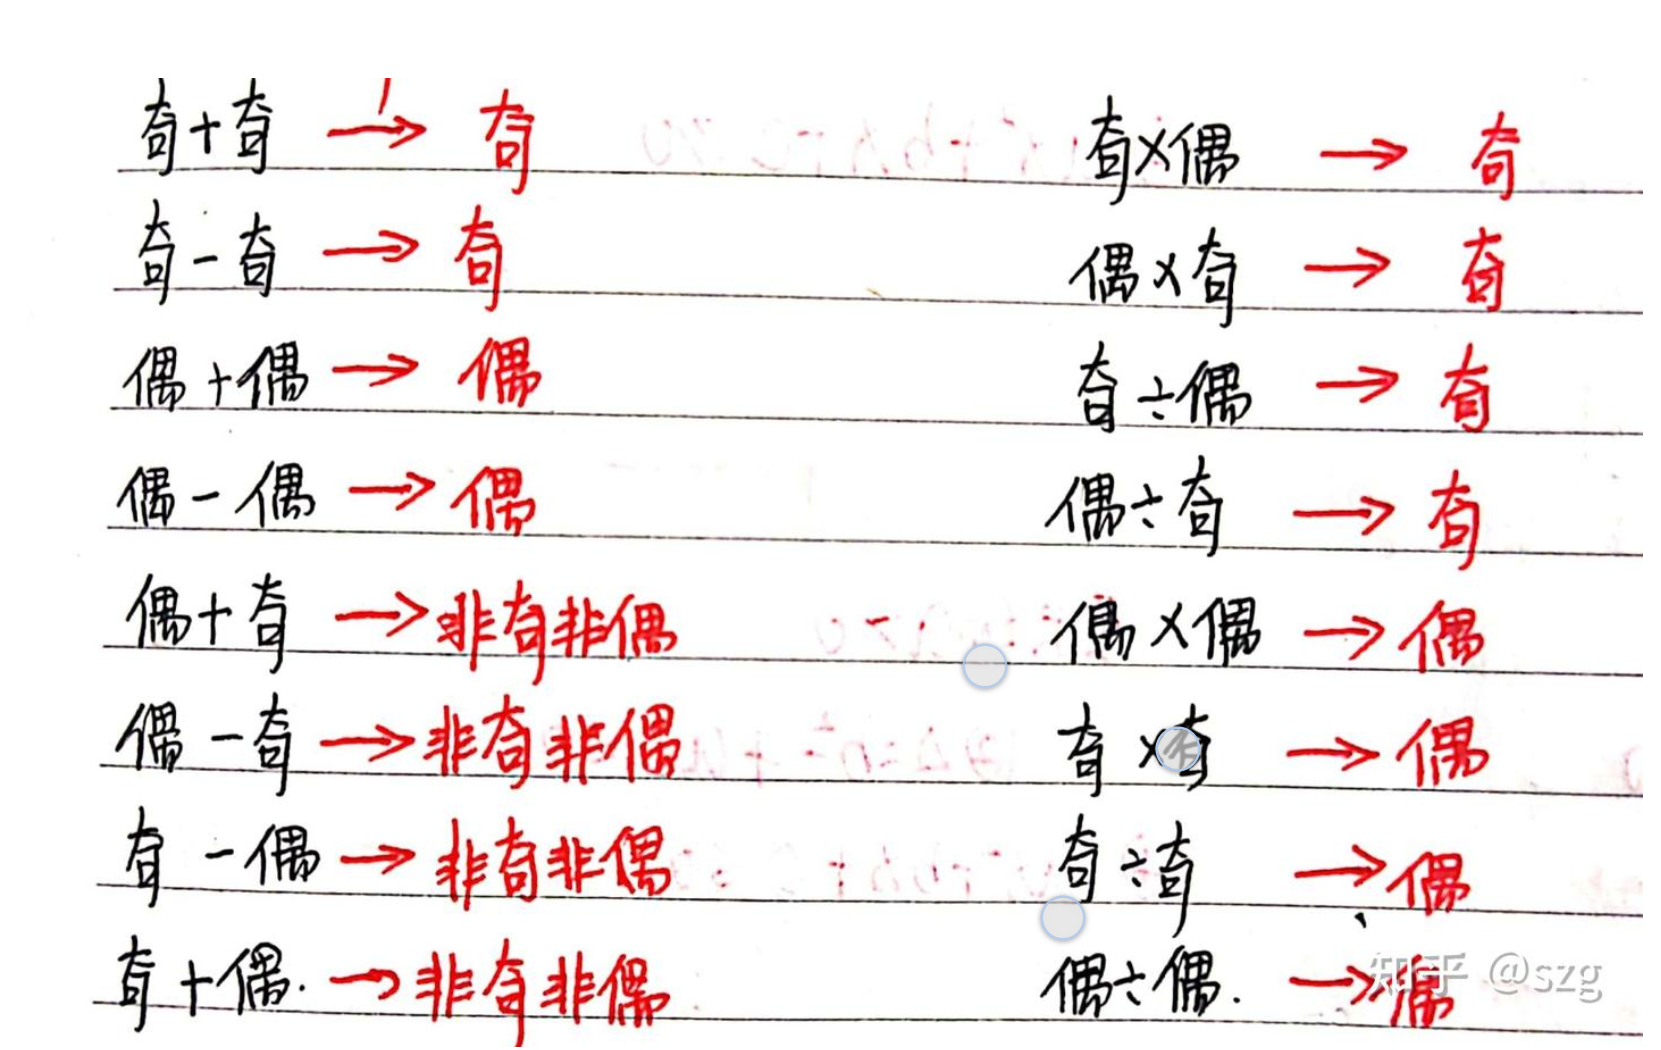 奇+奇 → 奇
奇-奇 → 奇
偶+偶 → 偶
偶-偶 → 偶
偶+奇 → 非奇非偶
偶-奇 → 非奇非偶
奇-偶 → 非奇非偶
奇+偶. → 非奇非偶
奇×偶 → 奇
偶×奇 → 奇
奇÷偶 → 奇
偶÷奇 → 奇
偶×偶 → 偶
奇×奇 → 偶
奇÷奇 → 偶
偶÷偶. → 偶
知乎 @szg